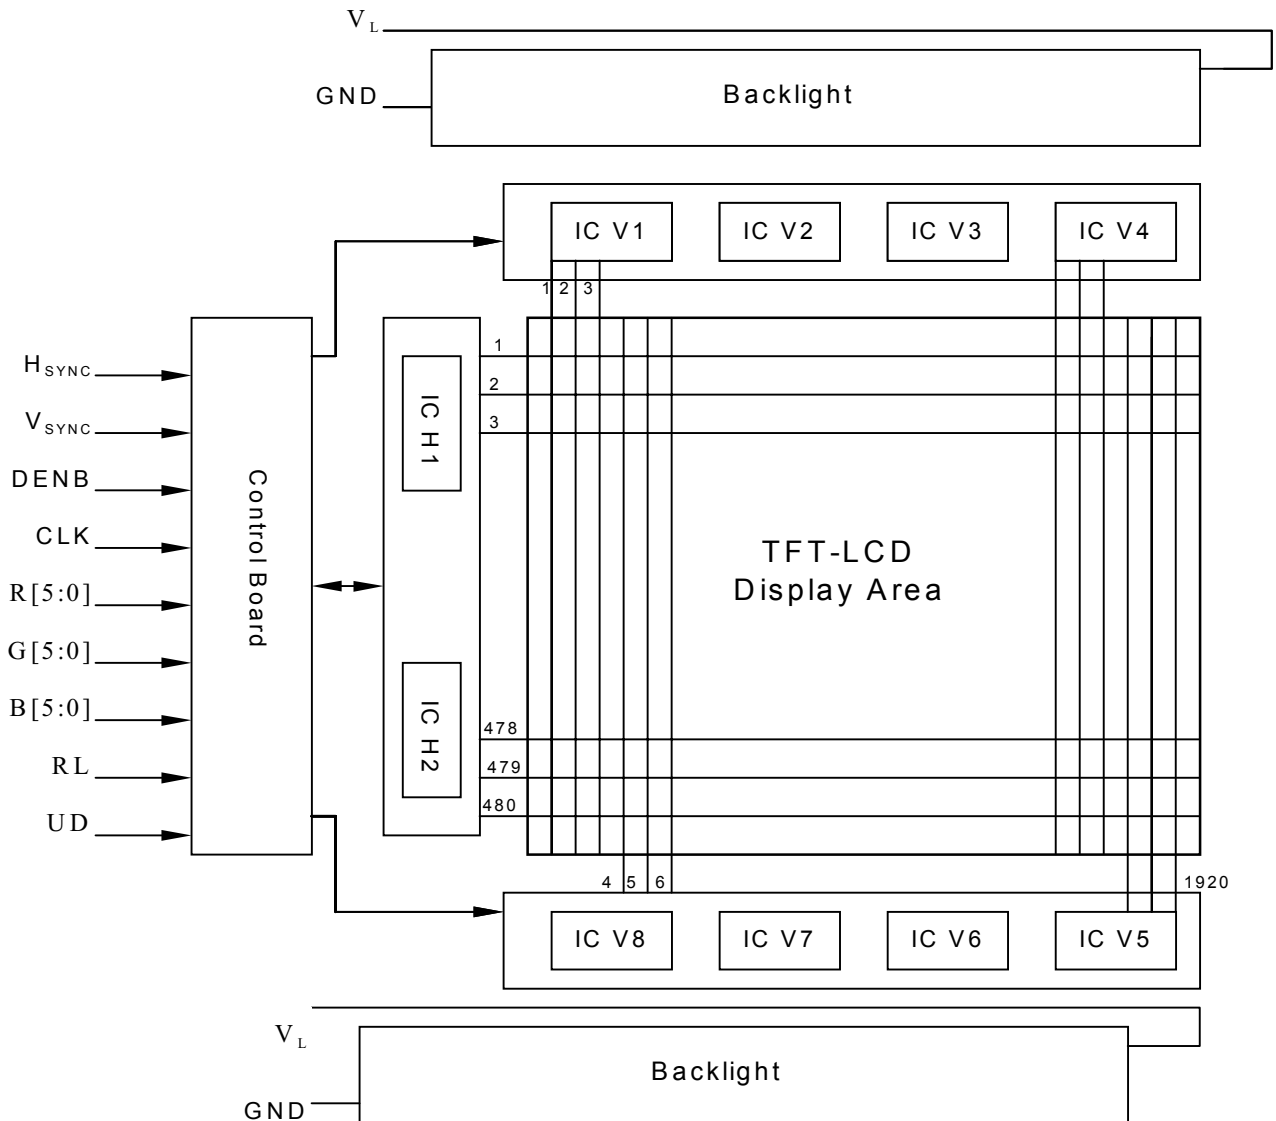 V L
GND
Backlight
IC V1
IC V2
IC V3
IC V4
1 2 3
HSYNC
VSYNC
DENB
CLK
R[5:0]
G[5:0]
B[5:0]
RL
UD
Control Board
IC H1
IC H2
1
2
3
478
479
480
TFT-LCD
Display Area
4 5 6
1920
IC V8
IC V7
IC V6
IC V5
V L
Backlight
GND